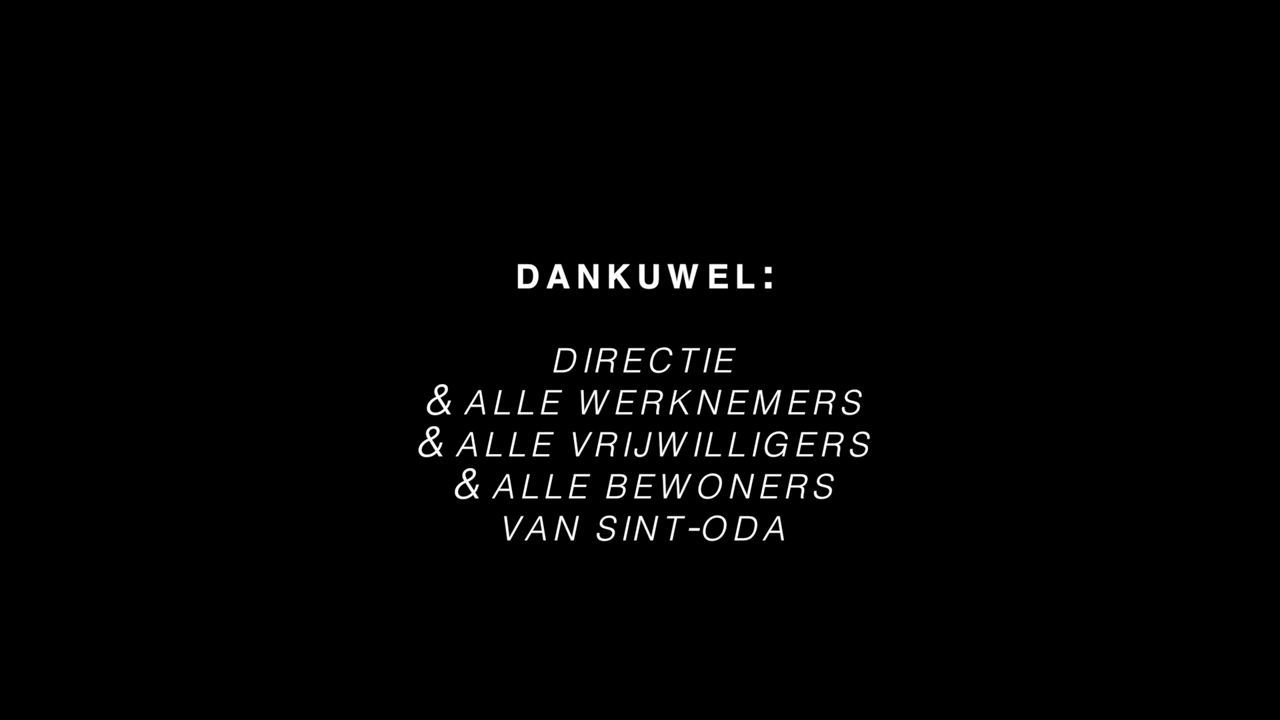 DANKUWEL:
DIRECTIE
& ALLE WERKNEMERS
& ALLE VRIJWILLIGERS
& ALLE BEWONERS
VAN SINT-ODA